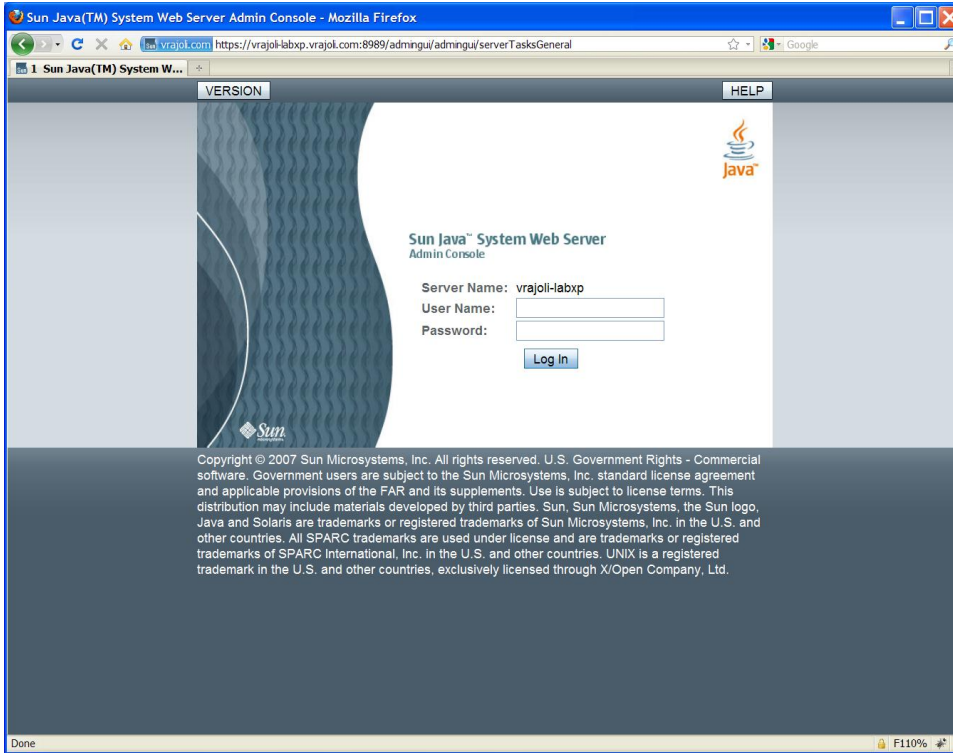 Sun Java(TM) System Web Server Admin Console - Mozilla Firefox
vrajoli.com https://vrajoli-labxp.vrajoli.com:8989/admingui/admingui/serverTasksGeneral
Google
1 Sun Java(TM) System W...
VERSION
HELP
Java™
Sun Java™ System Web Server
Admin Console
Server Name: vrajoli-labxp
User Name:
Password:
Log In
Sun
microsystems
Copyright © 2007 Sun Microsystems, Inc. All rights reserved. U.S. Government Rights - Commercial
software. Government users are subject to the Sun Microsystems, Inc. standard license agreement
and applicable provisions of the FAR and its supplements. Use is subject to license terms. This
distribution may include materials developed by third parties. Sun, Sun Microsystems, the Sun logo,
Java and Solaris are trademarks or registered trademarks of Sun Microsystems, Inc. in the U.S. and
other countries. All SPARC trademarks are used under license and are trademarks or registered
trademarks of SPARC International, Inc. in the U.S. and other countries. UNIX is a registered
trademark in the U.S. and other countries, exclusively licensed through X/Open Company, Ltd.
Done
F110%